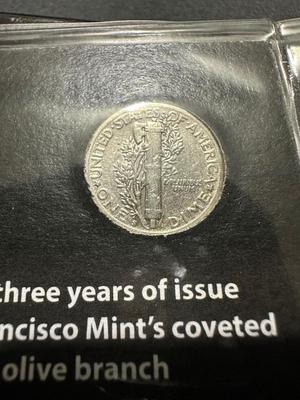 UNITED·STATES·OF·AMERICA
E PLURIBUS
UNUM
ONE DIME
three years of issue
ncisco Mint's coveted
olive branch